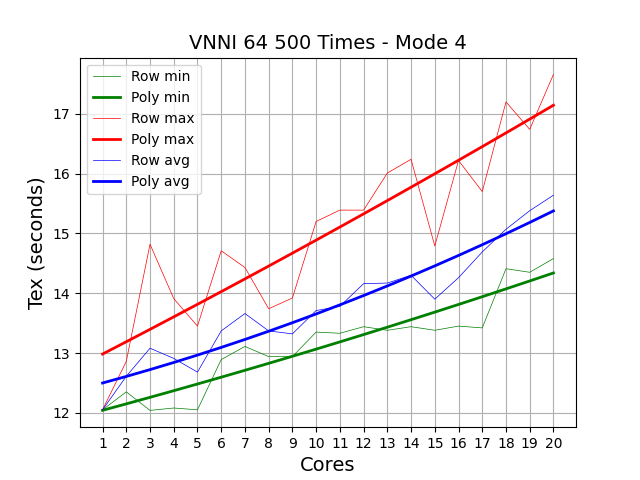 VNNI 64 500 Times - Mode 4
Row min
Poly min
Row max
Poly max
Row avg
Poly avg
17
16
15
14
13
12
Tex (seconds)
1 2 3 4 5 6 7 8 9 10 11 12 13 14 15 16 17 18 19 20
Cores